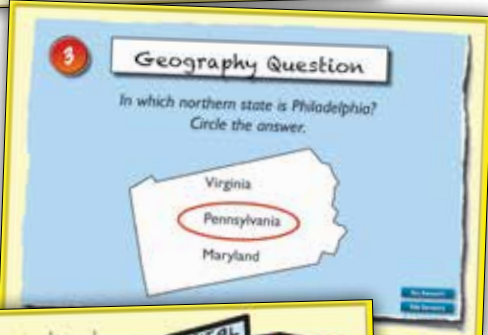 3
Geography Question
In which northern state is Philadelphia?
Circle the answer.
Virginia
Pennsylvania
Maryland